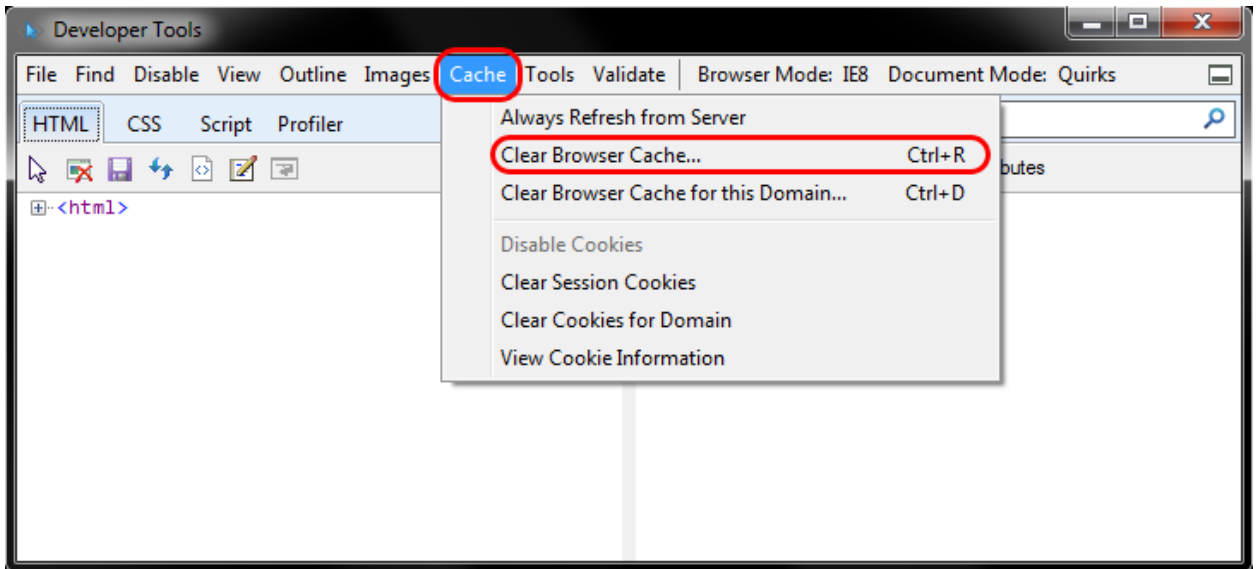 Developer Tools
File Find Disable View Outline Images Cache Tools Validate Browser Mode: IE8 Document Mode: Quirks
HTML CSS Script Profiler
Always Refresh from Server
Clear Browser Cache... Ctrl+R
Clear Browser Cache for this Domain... Ctrl+D
Disable Cookies
Clear Session Cookies
Clear Cookies for Domain
View Cookie Information
butes
<html>